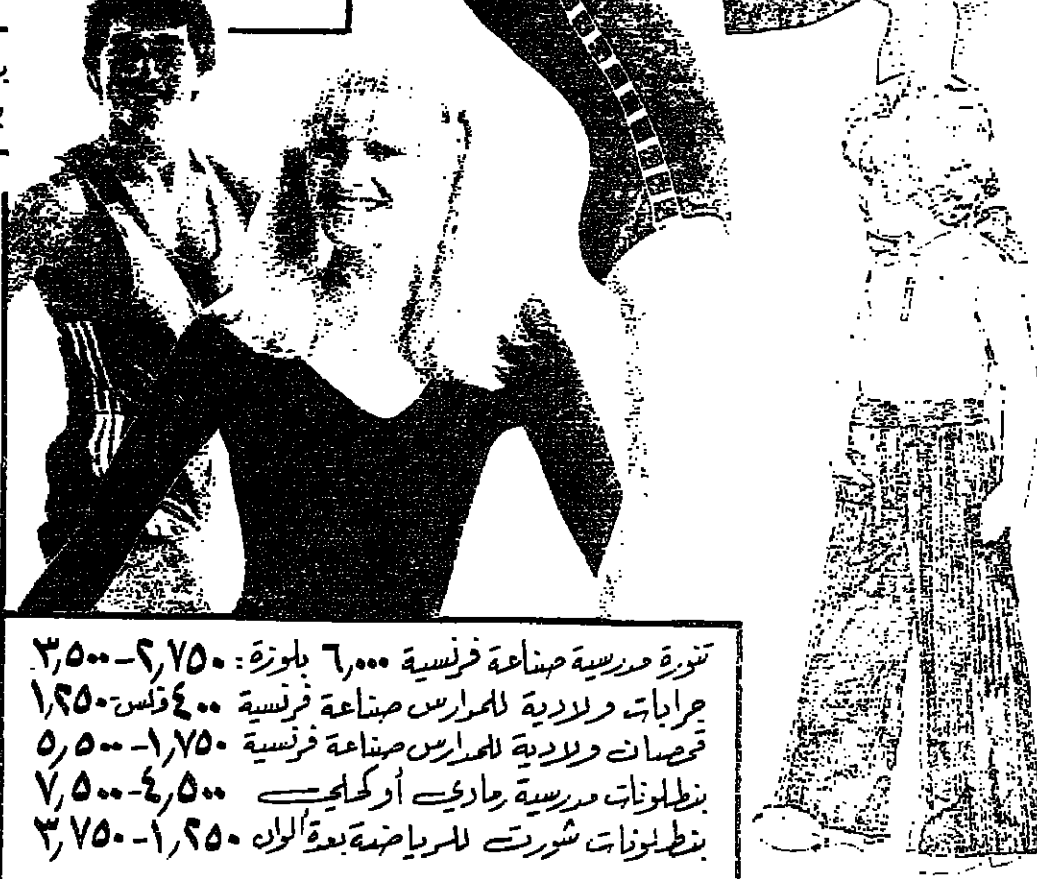 تنورة مدرسية صناعة فرنسية ٦,٠٠٠ بلوزة: ٢,٧٥٠-٣,٥٠٠
جرابات ولادية للمدارس صناعة فرنسية ٤٠٠ فلس-١,٢٥٠
قمصان ولادية للمدارس صناعة فرنسية ١,٧٥٠-٥,٥٠٠
بنطلونات مدرسية رمادي أو كحلي ٤,٥٠٠-٧,٥٠٠
بنطلونات شورت للرياضة بعدة الوان ١,٢٥٠-٣,٧٥٠